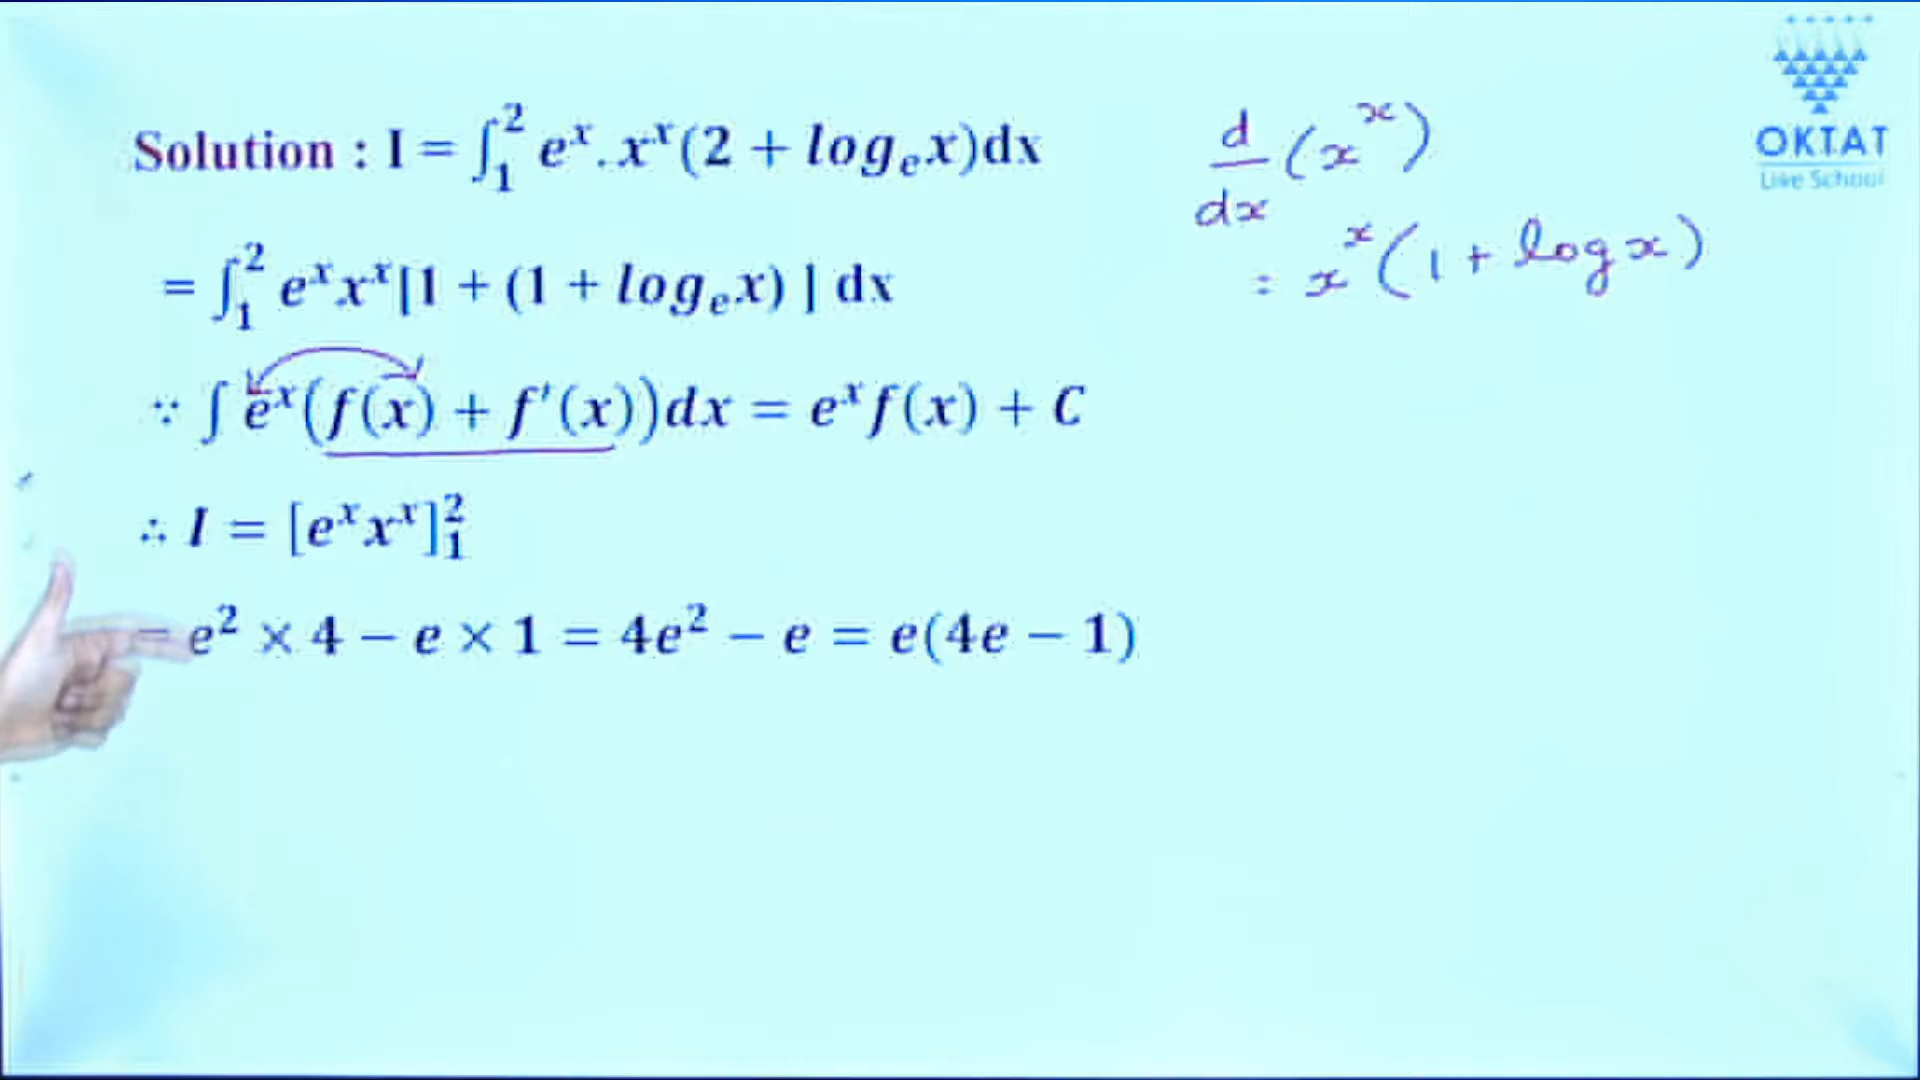 Solution : I = ∫₁² eˣ. xˣ(2 + logₑx)dx
= ∫₁² eˣxˣ[1 + (1 + logₑx) ] dx
∵ ∫ eˣ(f(x) + f'(x))dx = eˣf(x) + C
∴ I = [eˣxˣ]₁²
= e² × 4 − e × 1 = 4e² − e = e(4e − 1)
d/dx (xˣ)
= xˣ(1 + log x)
OKTAT
Live School